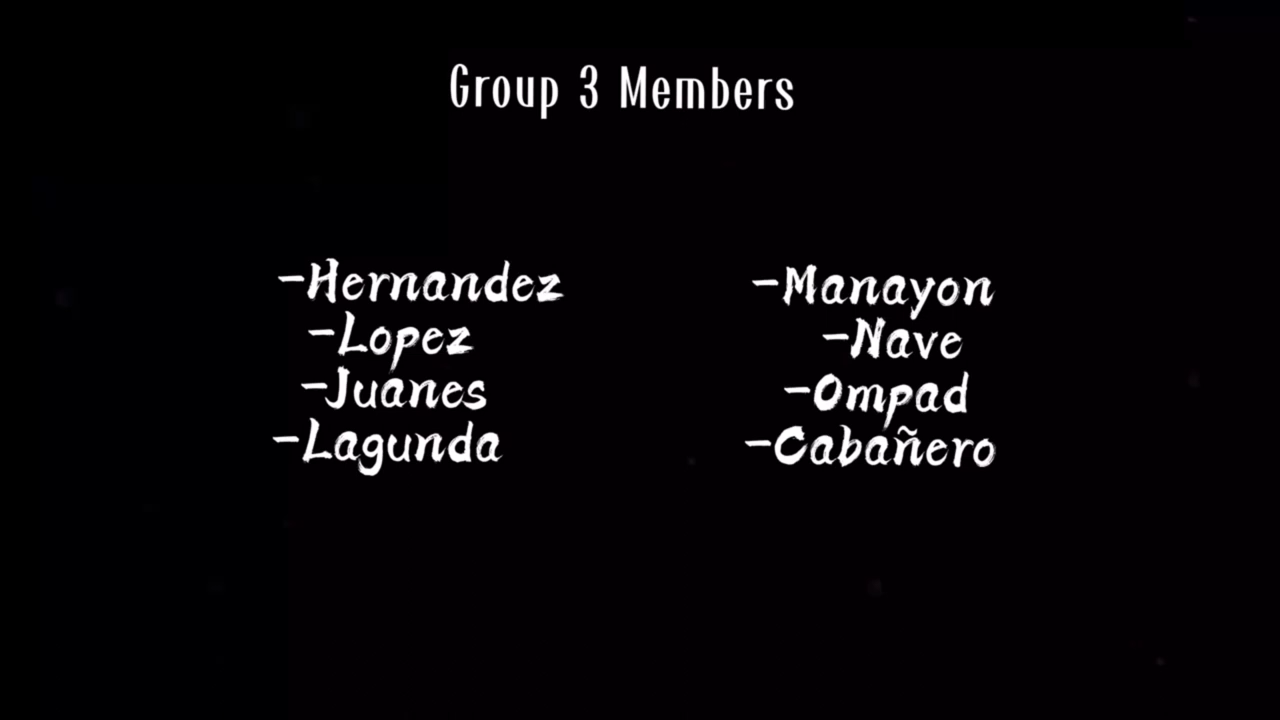 Group 3 Members
-Hernandez
-Lopez
-Juanes
-Lagunda
-Manayon
-Nave
-Ompad
-Cabañero